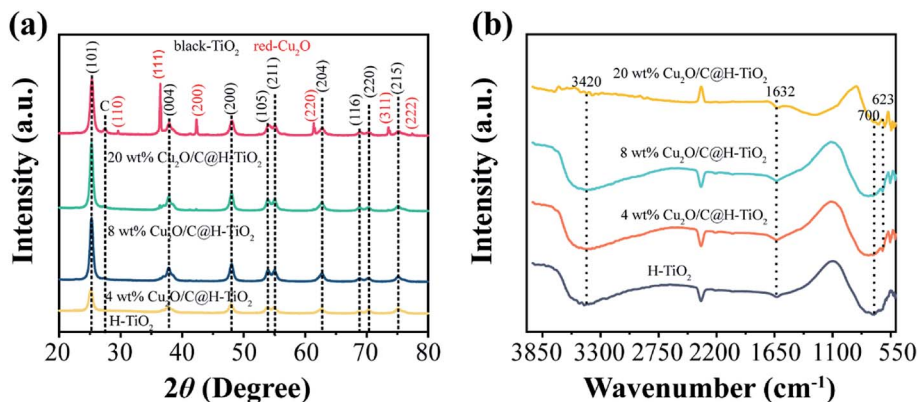 (a)
black-TiO2 red-Cu2O
(101)
C
(110)
(111)
(004)
(200)
(200)
(105)
(211)
(220)
(204)
(116)
(220)
(311)
(215)
(222)
20 wt% Cu2O/C@H-TiO2
8 wt% Cu2O/C@H-TiO2
4 wt% Cu2O/C@H-TiO2
H-TiO2
Intensity (a.u.)
20 30 40 50 60 70 80
2θ (Degree)
(b)
20 wt% Cu2O/C@H-TiO2
3420
1632
623
700
8 wt% Cu2O/C@H-TiO2
4 wt% Cu2O/C@H-TiO2
H-TiO2
Intensity (a.u.)
3850 3300 2750 2200 1650 1100 550
Wavenumber (cm-1)